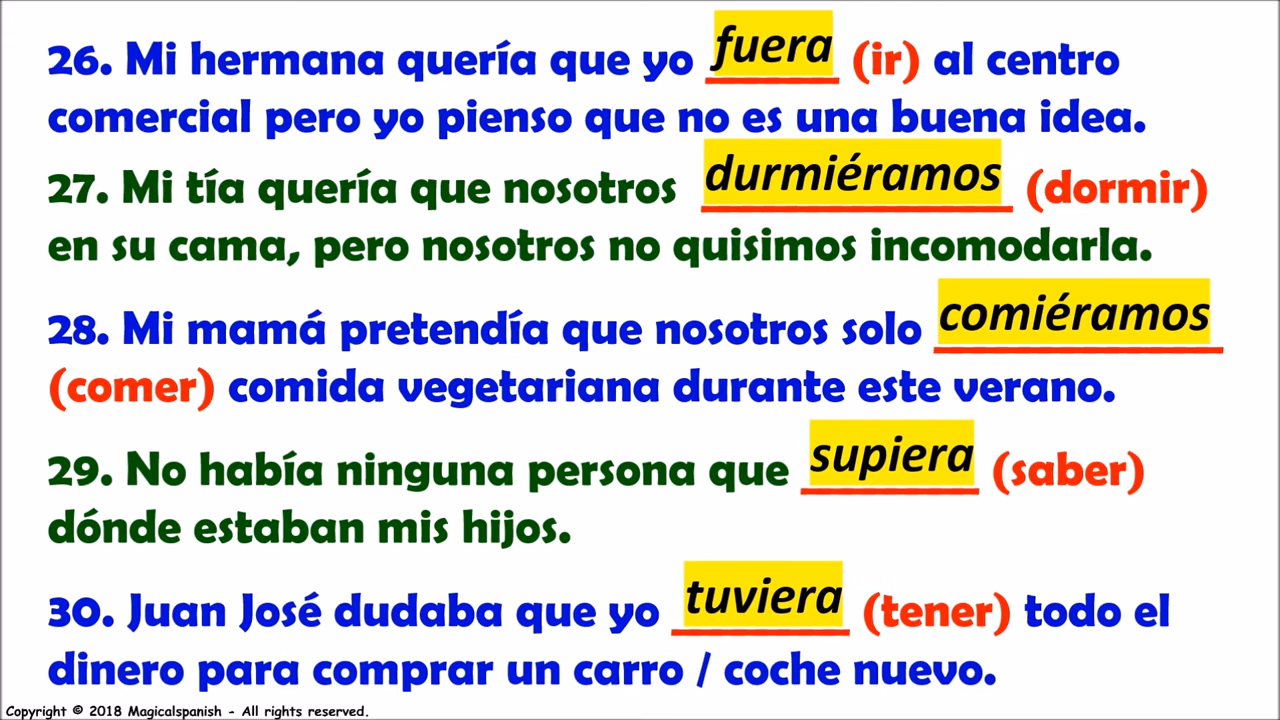 26. Mi hermana quería que yo fuera (ir) al centro
comercial pero yo pienso que no es una buena idea.
27. Mi tía quería que nosotros durmiéramos (dormir)
en su cama, pero nosotros no quisimos incomodarla.
28. Mi mamá pretendía que nosotros solo comiéramos
(comer) comida vegetariana durante este verano.
29. No había ninguna persona que supiera (saber)
dónde estaban mis hijos.
30. Juan José dudaba que yo tuviera (tener) todo el
dinero para comprar un carro / coche nuevo.
Copyright © 2018 Magicalspanish - All rights reserved.